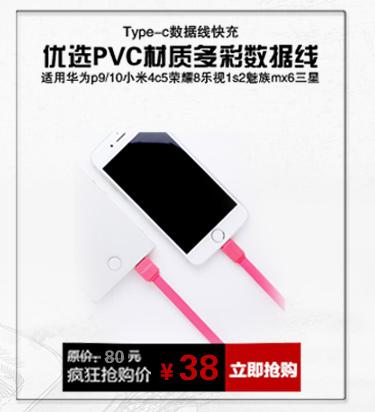 Type-c数据线快充
优选PVC材质多彩数据线
适用华为p9/10小米4c5荣耀8乐视1s2魅族mx6三星
原价：80 元
疯狂抢购价 ￥38 立即抢购